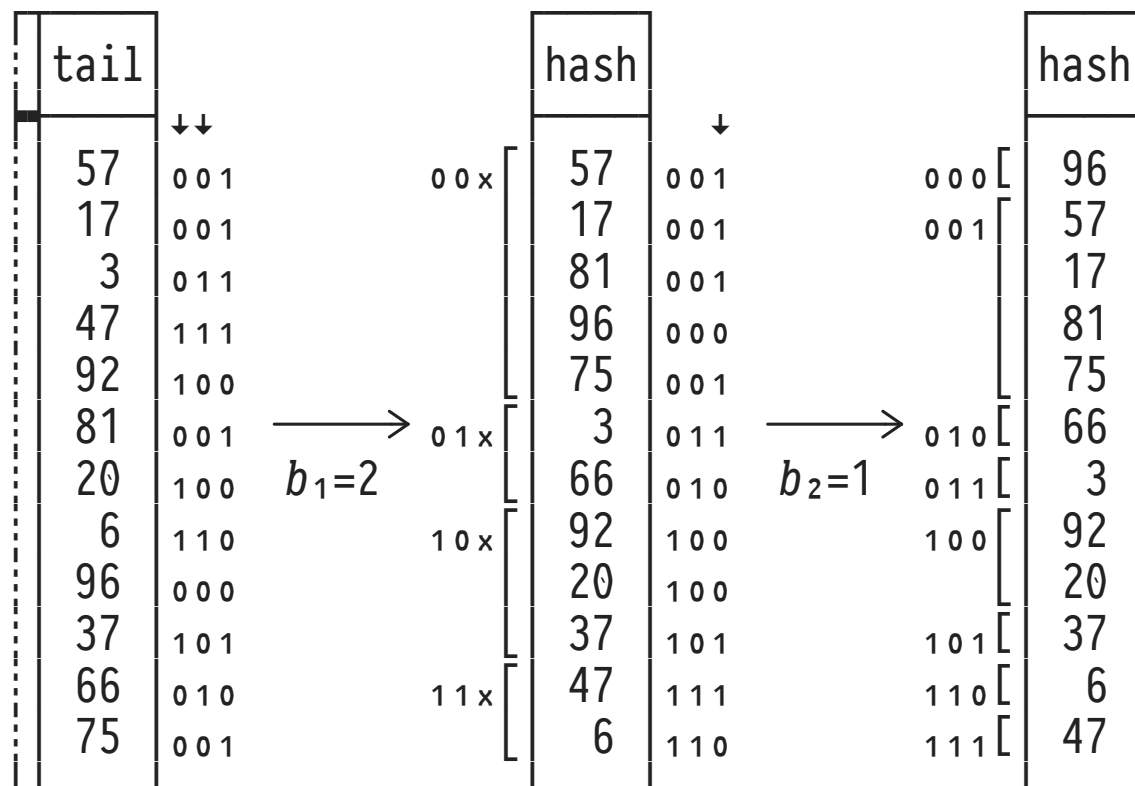 tail hash hash
↓↓ ↓
57 001 00x 57 001 000 96
17 001 17 001 001 57
3 011 81 001 17
47 111 96 000 81
92 100 75 001 75
81 001 01x 3 011 010 66
20 100 b₁=2 66 010 b₂=1 011 3
6 110 10x 92 100 100 92
96 000 20 100 20
37 101 37 101 101 37
66 010 11x 47 111 110 6
75 001 6 110 111 47